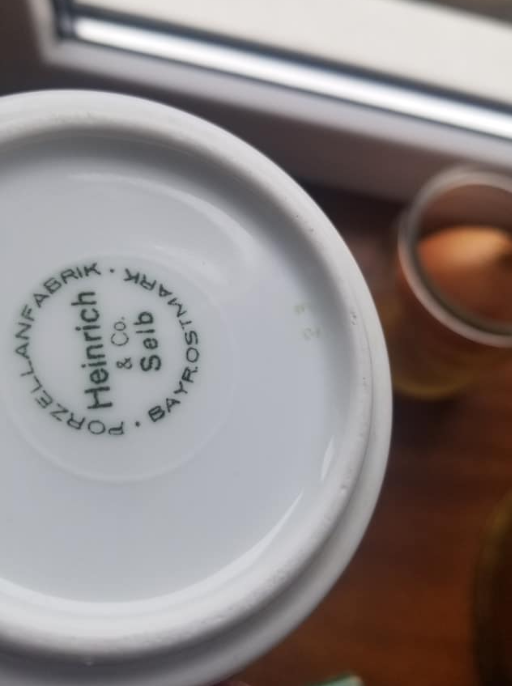 PORZELLANFABRIK · 
Heinrich
& Co.
Selb
BAYR.OSTMARK ·